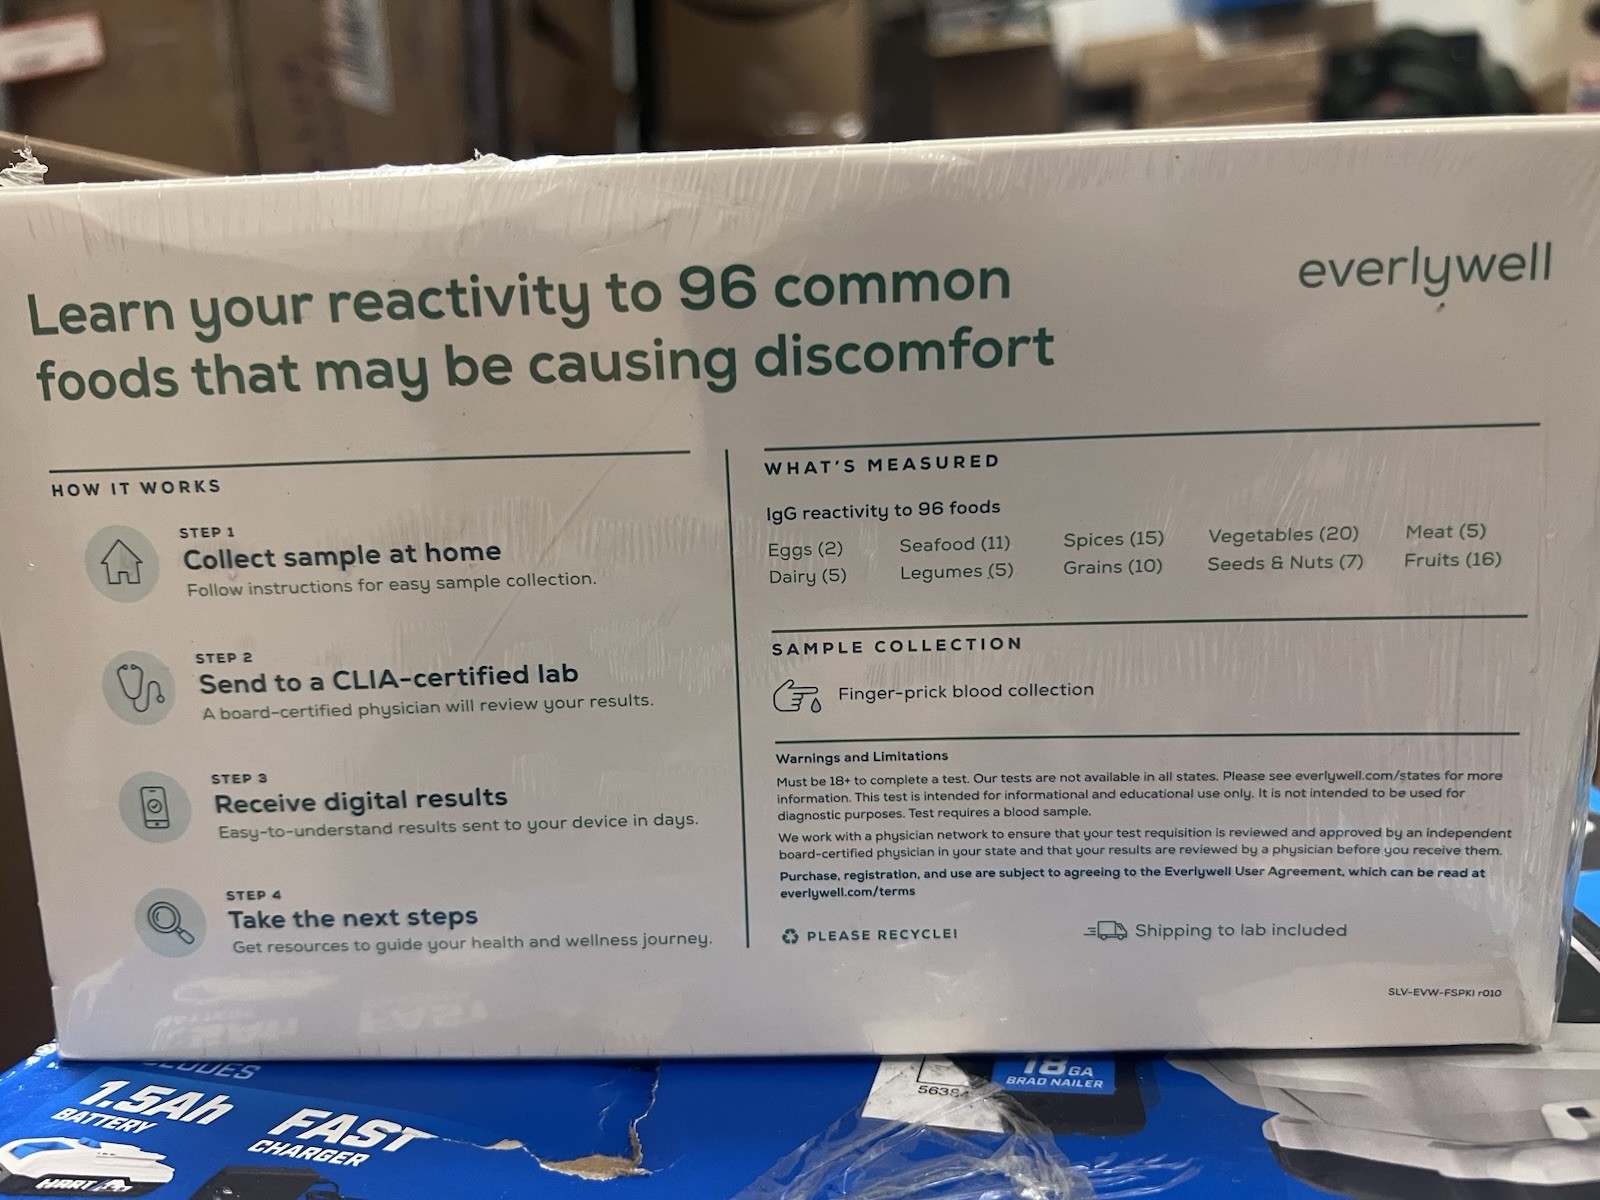 Learn your reactivity to 96 common
foods that may be causing discomfort
everlywell
HOW IT WORKS
STEP 1
Collect sample at home
Follow instructions for easy sample collection.
STEP 2
Send to a CLIA-certified lab
A board-certified physician will review your results.
STEP 3
Receive digital results
Easy-to-understand results sent to your device in days.
STEP 4
Take the next steps
Get resources to guide your health and wellness journey.
WHAT'S MEASURED
IgG reactivity to 96 foods
Eggs (2) Seafood (11) Spices (15) Vegetables (20) Meat (5)
Dairy (5) Legumes (5) Grains (10) Seeds & Nuts (7) Fruits (16)
SAMPLE COLLECTION
Finger-prick blood collection
Warnings and Limitations
Must be 18+ to complete a test. Our tests are not available in all states. Please see everlywell.com/states for more
information. This test is intended for informational and educational use only. It is not intended to be used for
diagnostic purposes. Test requires a blood sample.
We work with a physician network to ensure that your test requisition is reviewed and approved by an independent
board-certified physician in your state and that your results are reviewed by a physician before you receive them.
Purchase, registration, and use are subject to agreeing to the Everlywell User Agreement, which can be read at
everlywell.com/terms
PLEASE RECYCLE!
Shipping to lab included
SLV-EVW-FSPKI r010
1.5Ah
BATTERY
FAST
CHARGER
HART
18GA
BRAD NAILER